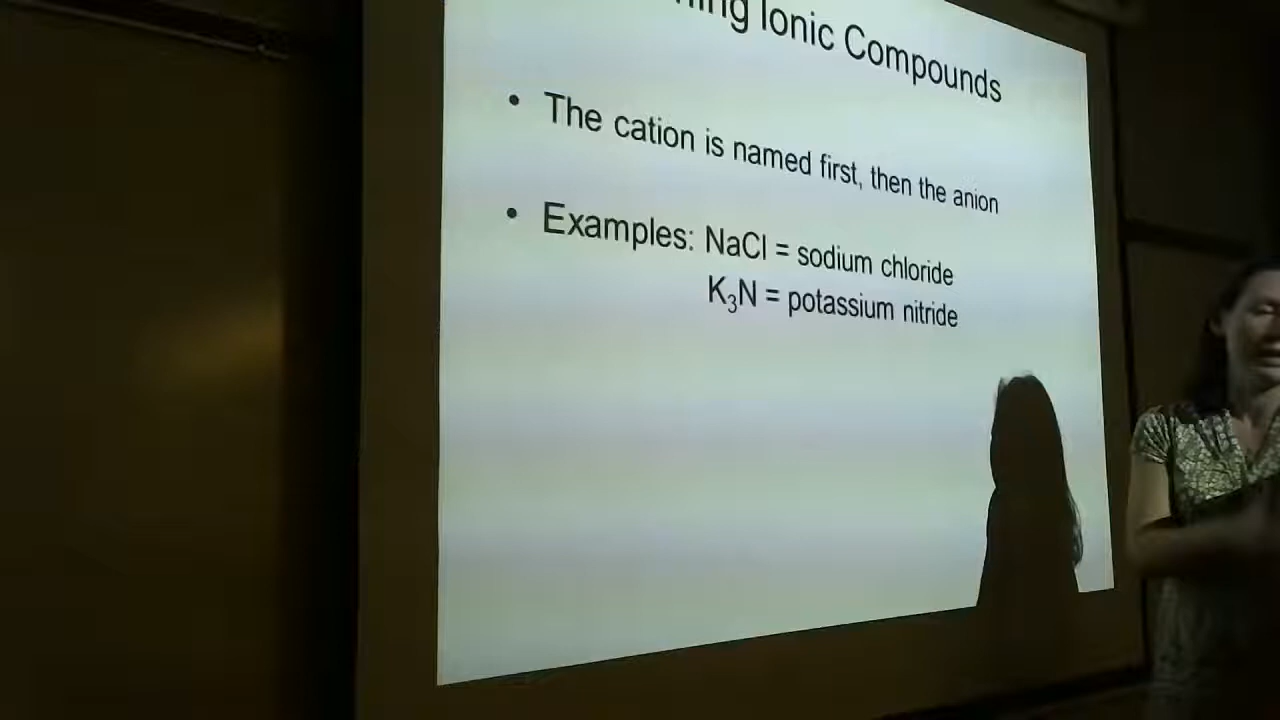 Ionic Compounds
• The cation is named first, then the anion
• Examples: NaCl = sodium chloride
K₃N = potassium nitride